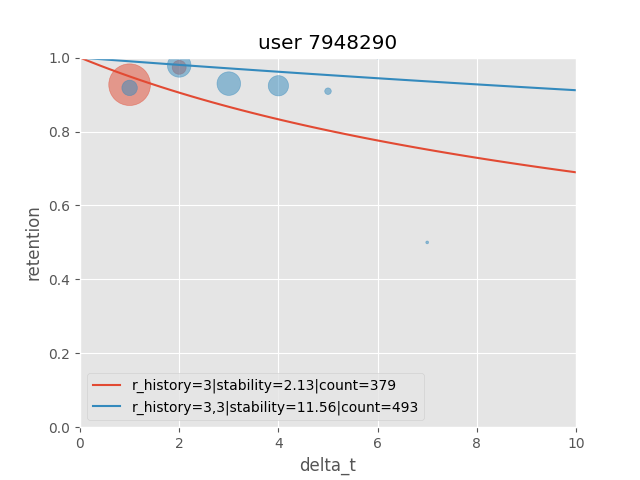 user 7948290
1.0
0.8
0.6
0.4
0.2
0.0
retention
r_history=3|stability=2.13|count=379
r_history=3,3|stability=11.56|count=493
0 2 4 6 8 10
delta_t